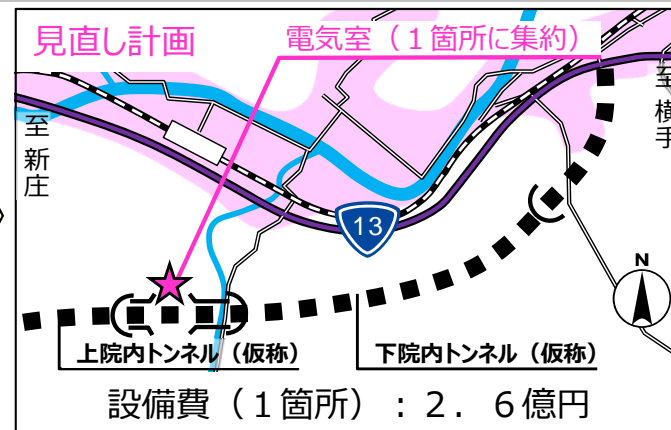 見直し計画
電気室（１箇所に集約）
至 新庄
至 横手
13
N
上院内トンネル（仮称）
下院内トンネル（仮称）
設備費（１箇所）：２．６億円